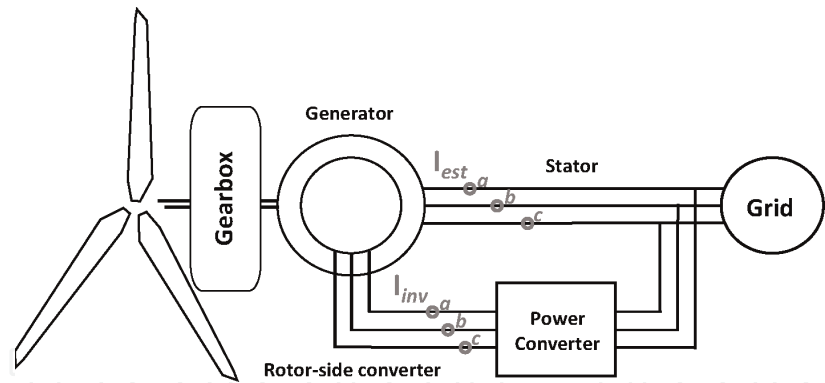 Generator
I_est a
b
c
Stator
Gearbox
Grid
I_inv a
b
c
Power
Converter
Rotor-side converter